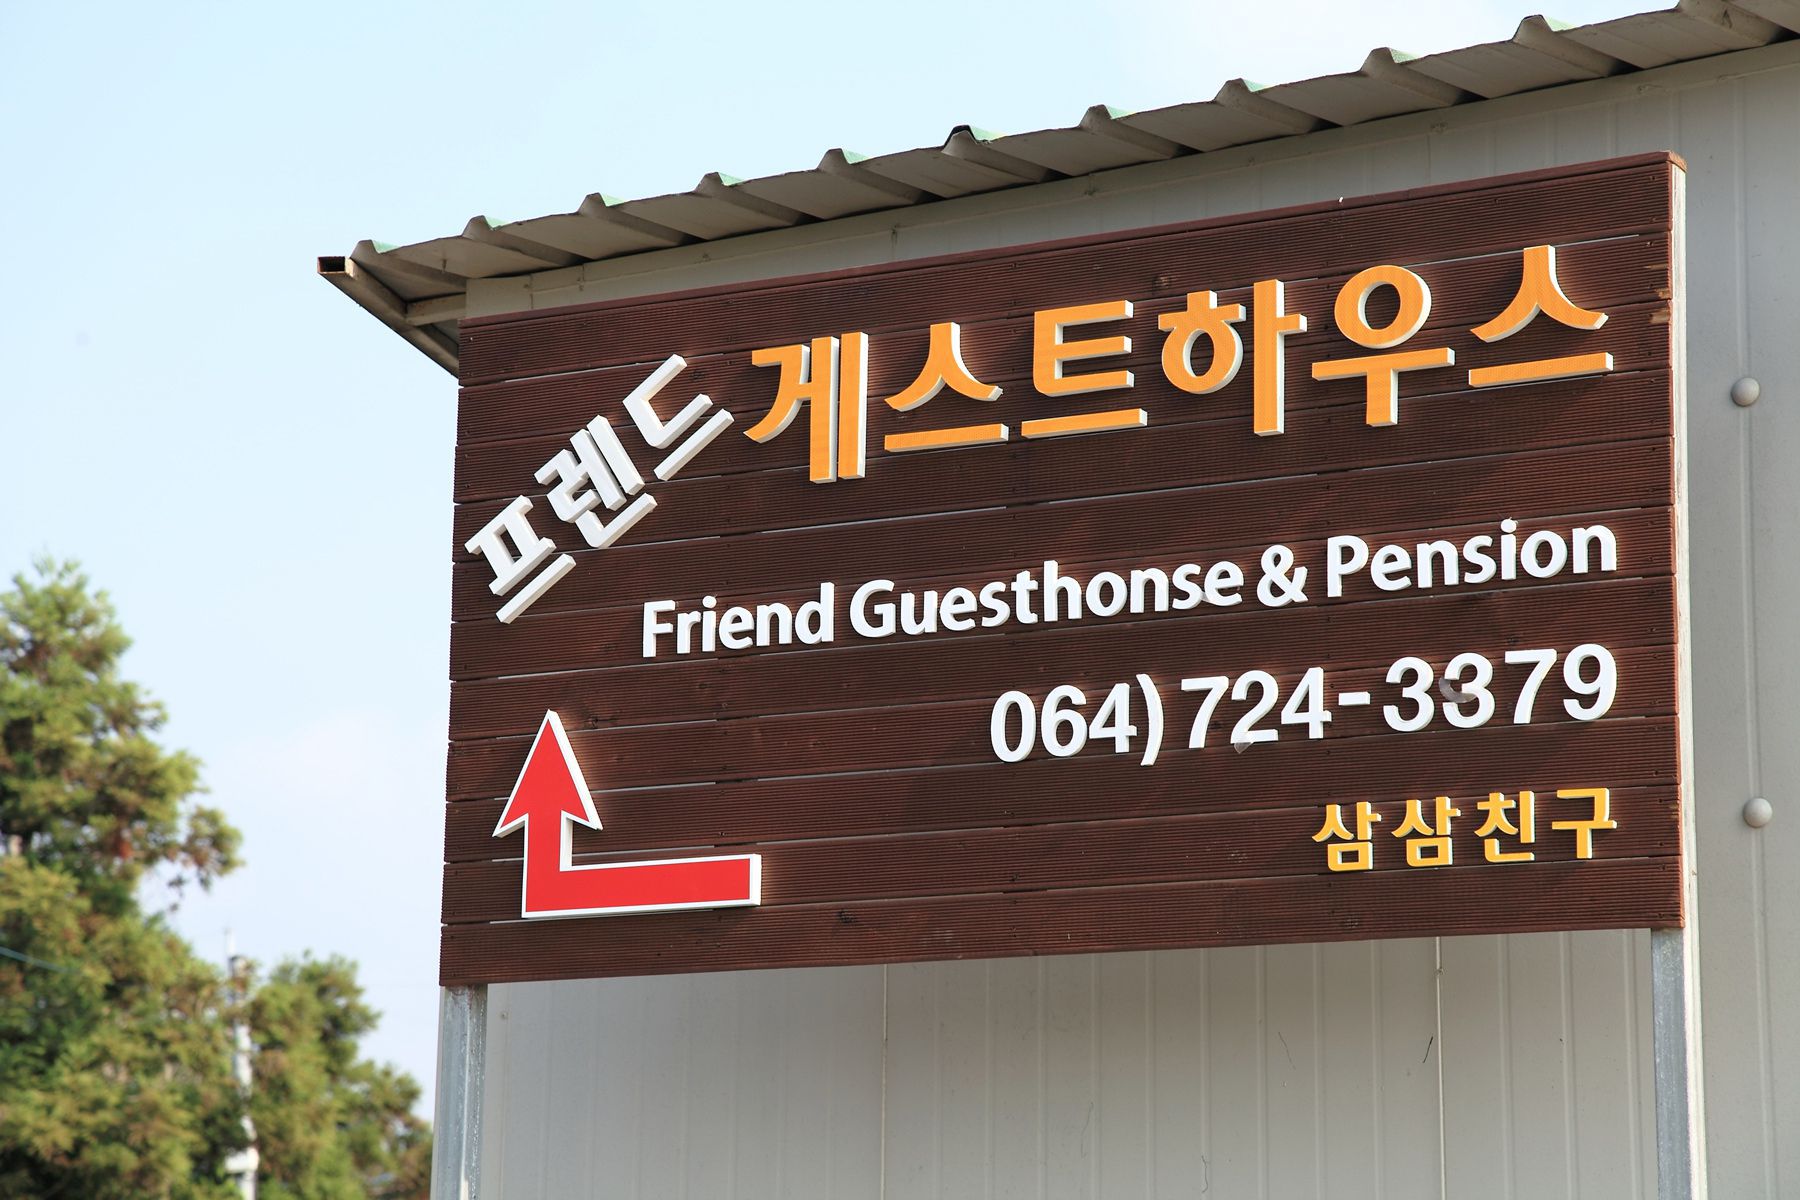 프렌드 게스트하우스
Friend Guesthonse & Pension
064) 724-3379
삼삼친구